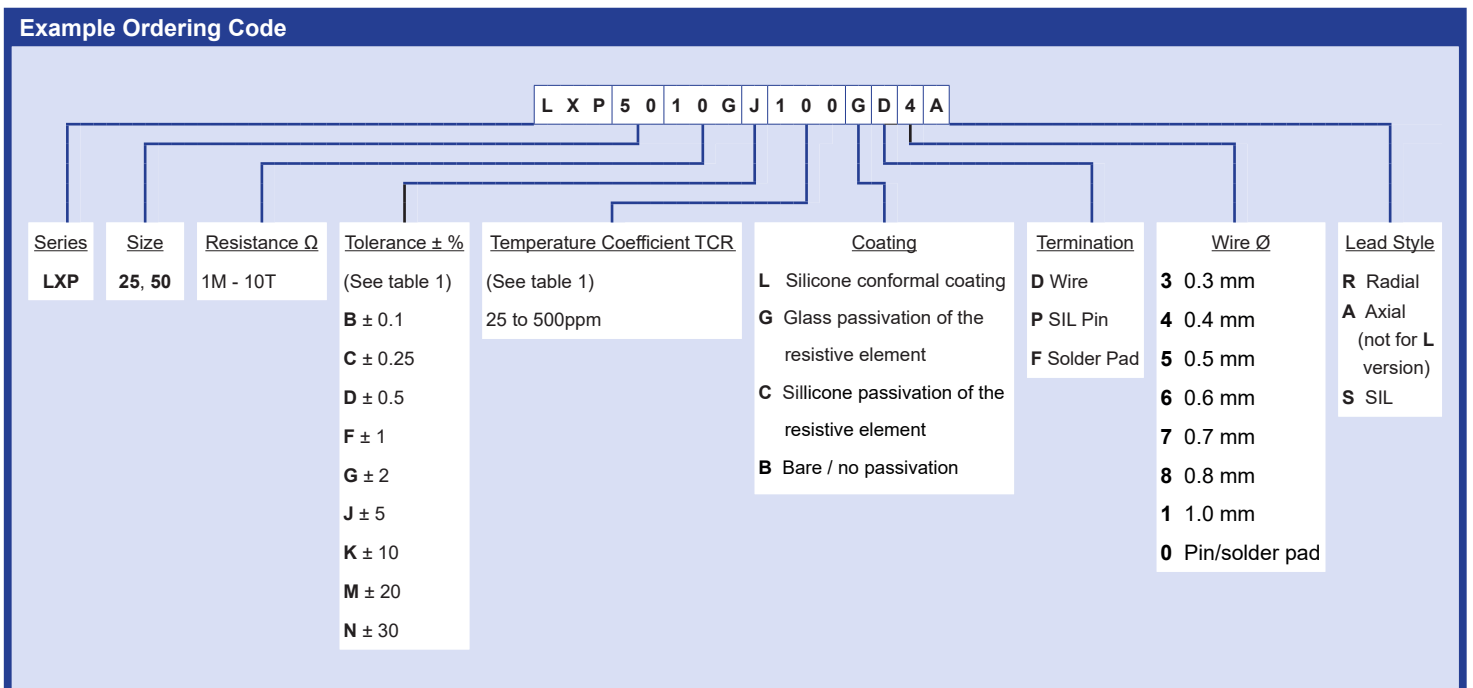 Example Ordering Code
L X P 5 0 1 0 G J 1 0 0 G D 4 A
Series
LXP
Size
25, 50
Resistance Ω
1M - 10T
Tolerance ± %
(See table 1)
B ± 0.1
C ± 0.25
D ± 0.5
F ± 1
G ± 2
J ± 5
K ± 10
M ± 20
N ± 30
Temperature Coefficient TCR
(See table 1)
25 to 500ppm
Coating
L Silicone conformal coating
G Glass passivation of the
resistive element
C Sillicone passivation of the
resistive element
B Bare / no passivation
Termination
D Wire
P SIL Pin
F Solder Pad
Wire Ø
3 0.3 mm
4 0.4 mm
5 0.5 mm
6 0.6 mm
7 0.7 mm
8 0.8 mm
1 1.0 mm
0 Pin/solder pad
Lead Style
R Radial
A Axial
(not for L
version)
S SIL